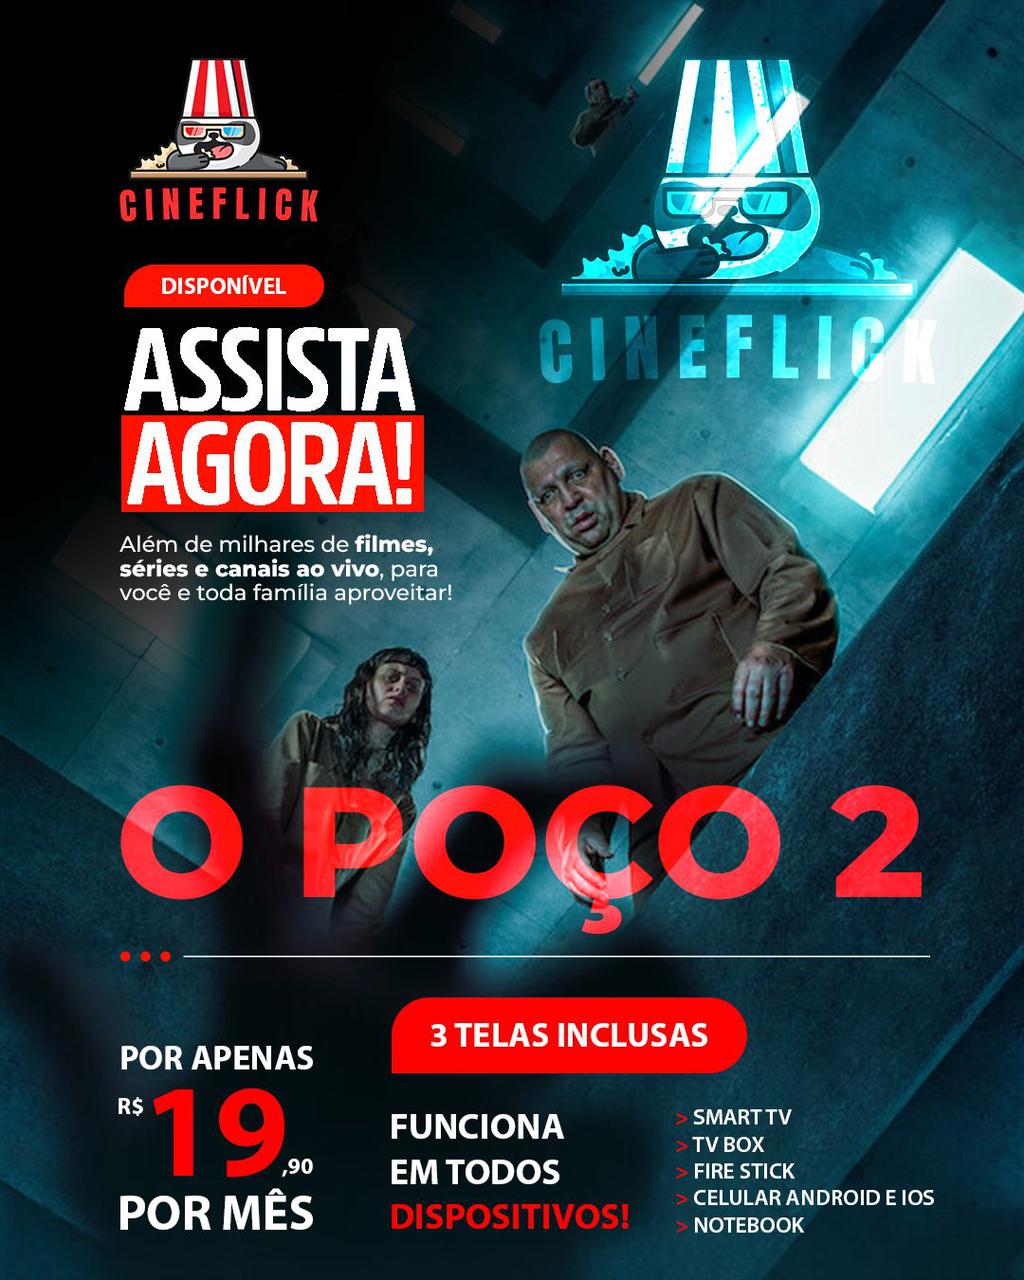 CINEFLICK
CINEFLICK
DISPONÍVEL
ASSISTA
AGORA!
Além de milhares de filmes,
séries e canais ao vivo, para
você e toda família aproveitar!
O POÇO 2
3 TELAS INCLUSAS
POR APENAS
R$ 19,90
POR MÊS
FUNCIONA
EM TODOS
DISPOSITIVOS!
> SMART TV
> TV BOX
> FIRE STICK
> CELULAR ANDROID E IOS
> NOTEBOOK